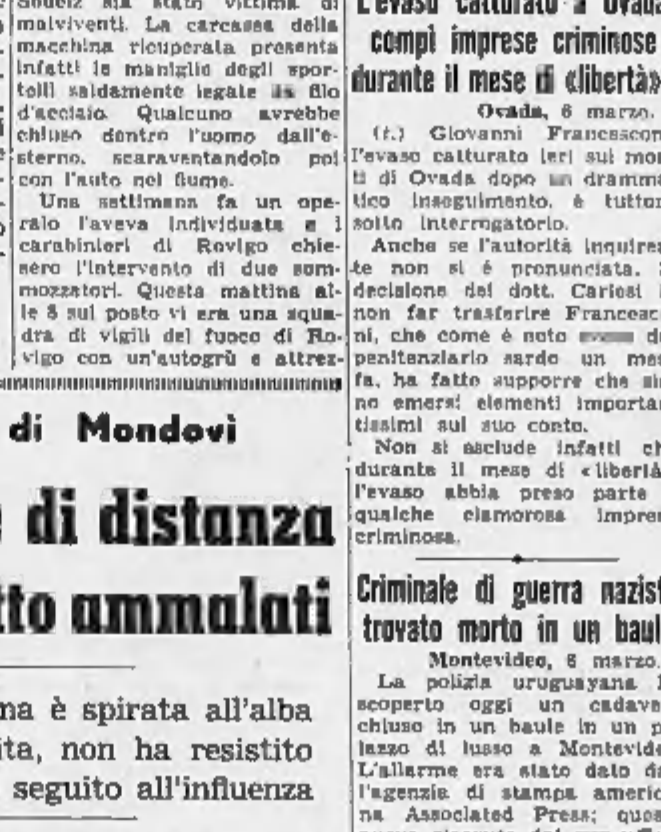 stato vittima di
malviventi. La carcassa della
macchina ricuperata presenta
infatti le maniglie degli spor-
telli saldamente legate da filo
d'acciaio. Qualcuno avrebbe
chiuso dentro l'uomo dall'e-
sterno, scaraventandolo poi
con l'auto nel fiume.
Una settimana fa un ope-
raio l'aveva individuata e i
carabinieri di Rovigo chie-
sero l'intervento di due som-
mozzatori. Questa mattina al-
le 8 sul posto vi era una squa-
dra di vigili del fuoco di Ro-
vigo con un'autogrù e attrez-
di Mondovì
di distanza
tto ammalati
ma è spirata all'alba
ita, non ha resistito
seguito all'influenza
L'evaso catturato a Ovada
compì imprese criminose
durante il mese di «libertà»
Ovada, 6 marzo.
(r.) Giovanni Francescon
l'evaso catturato ieri sui mon
ti di Ovada dopo un dramma
tico inseguimento, è tuttor
sotto interrogatorio.
Anche se l'autorità inquiren
te non si è pronunciata,
decisione del dott. Carlesi
non far trasferire Francesc
ni, che come è noto evase d
penitenziario sardo un mes
fa, ha fatto supporre che si
no emersi elementi importan
tissimi sul suo conto.
Non si esclude infatti ch
durante il mese di «libertà
l'evaso abbia preso parte
qualche clamorosa impre
criminosa.
Criminale di guerra nazist
trovato morto in un baul
Montevideo, 6 marzo.
La polizia uruguayana
scoperto oggi un cadave
chiuso in un baule in un p
lazzo di lusso a Montevide
L'allarme era stato dato da
l'agenzia di stampa americ
na Associated Press; ques